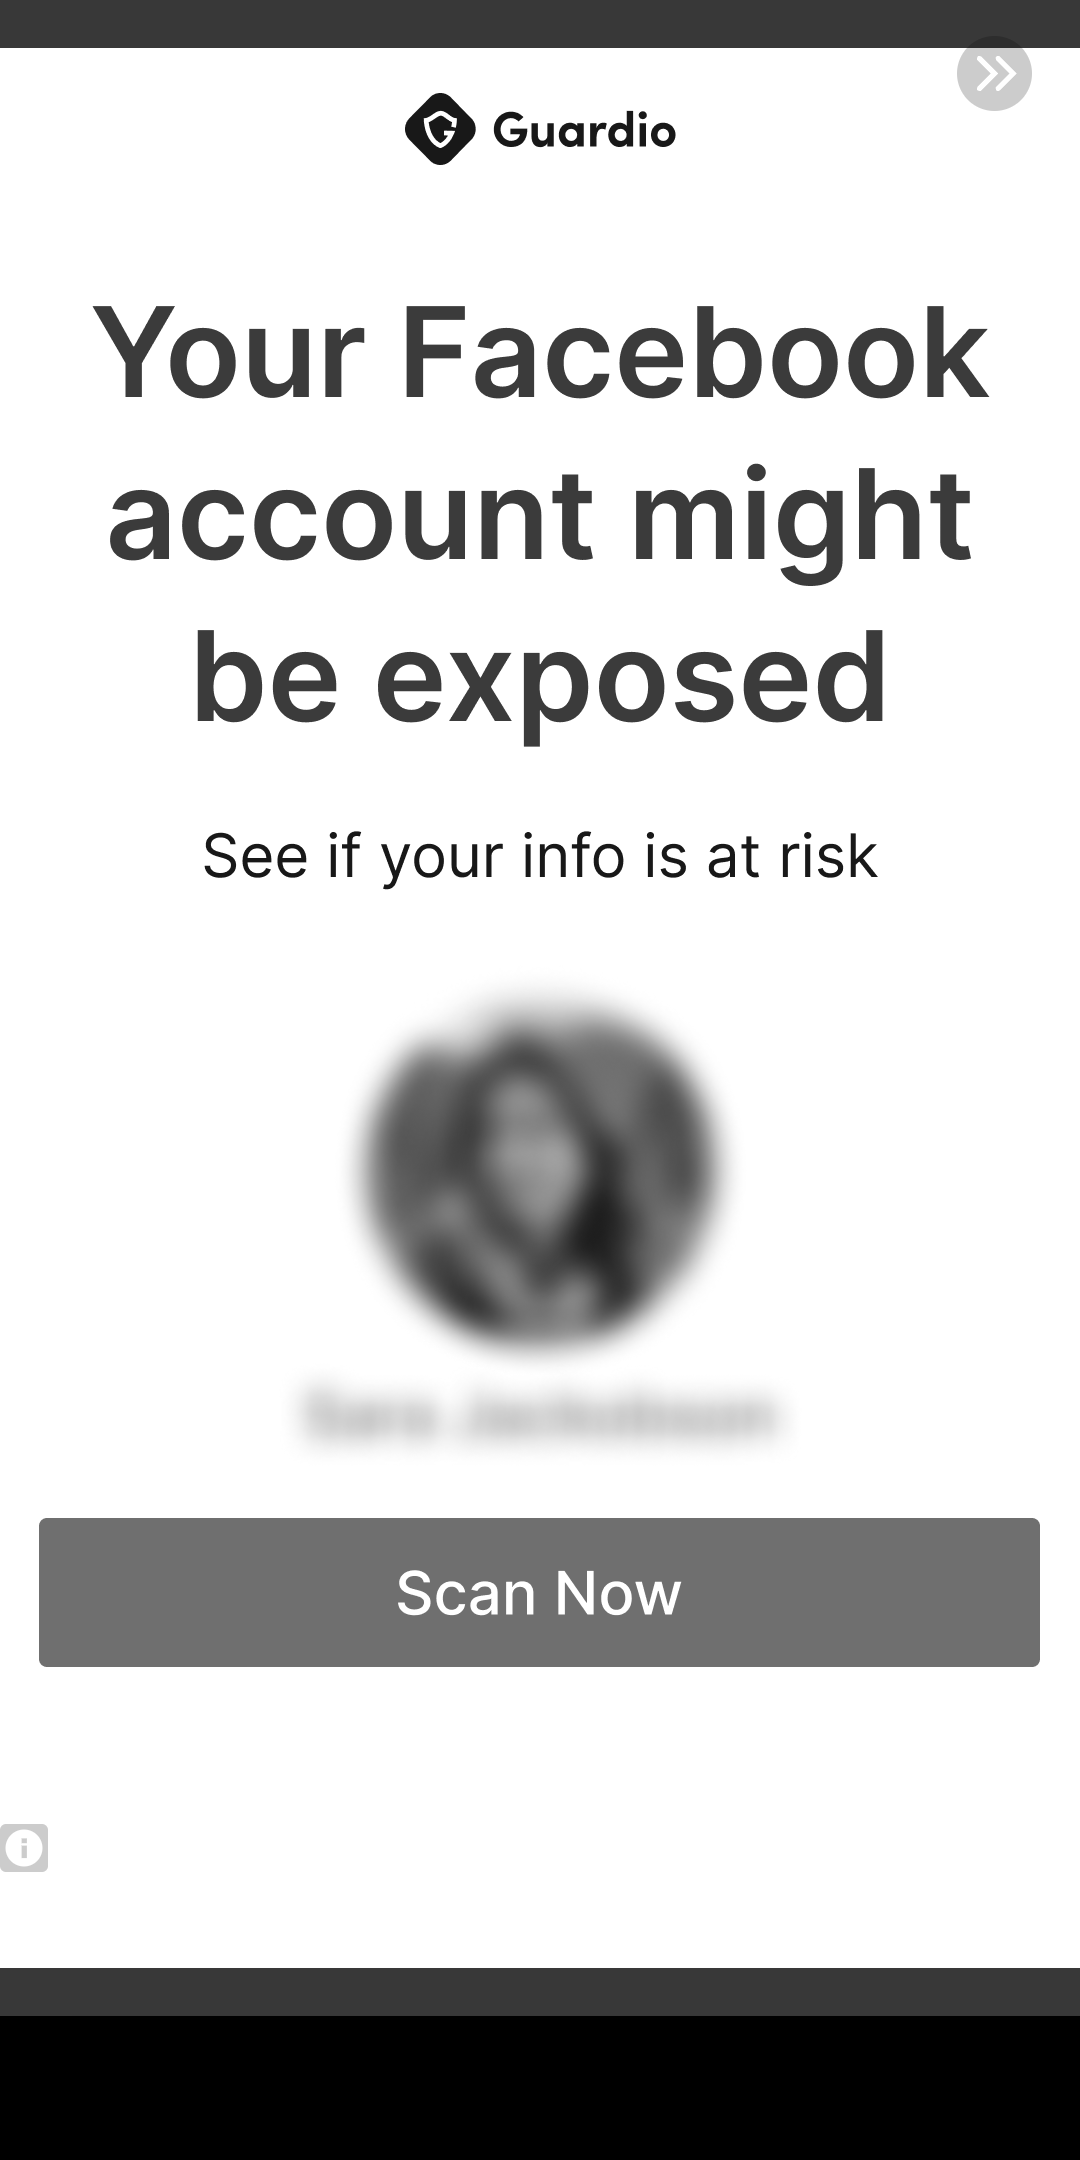 Guardio
Your Facebook
account might
be exposed
See if your info is at risk
Scan Now